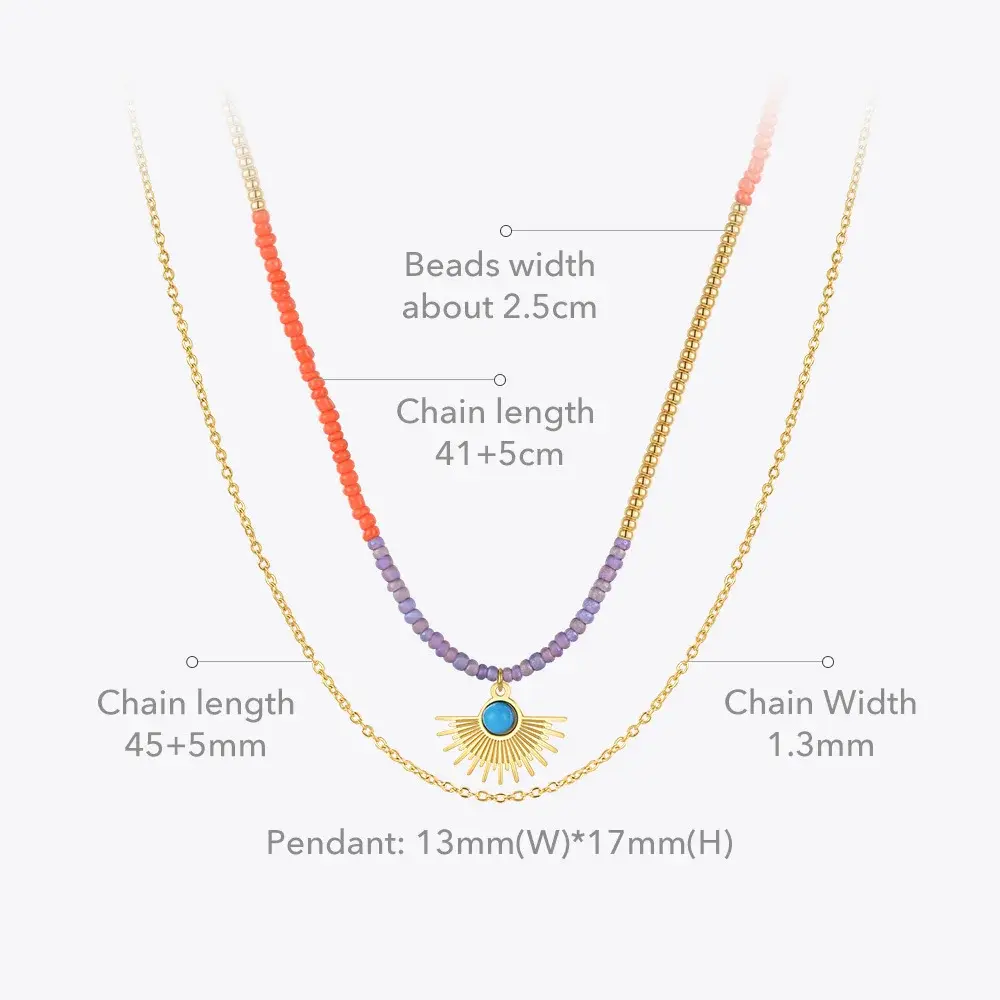 Beads width
about 2.5cm
Chain length
41+5cm
Chain length
45+5mm
Chain Width
1.3mm
Pendant: 13mm(W)*17mm(H)